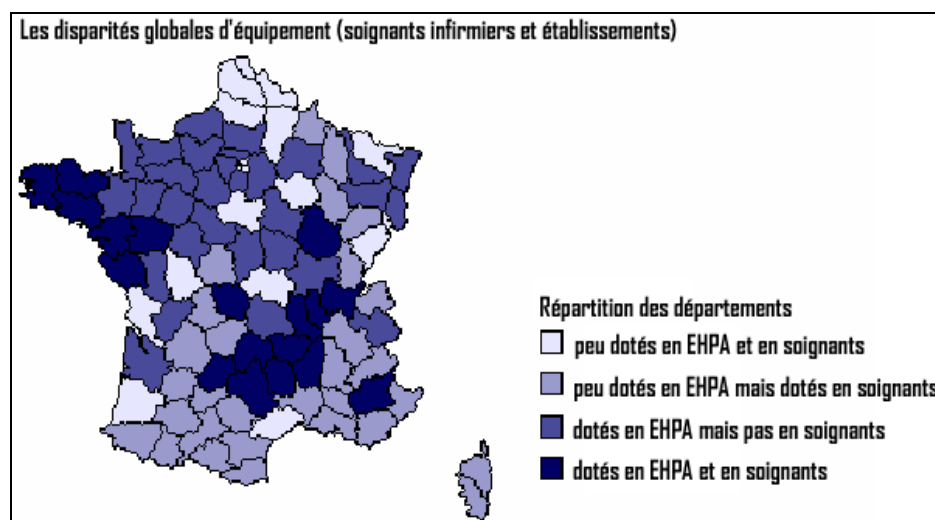 Les disparités globales d'équipement (soignants infirmiers et établissements)
Répartition des départements
peu dotés en EHPA et en soignants
peu dotés en EHPA mais dotés en soignants
dotés en EHPA mais pas en soignants
dotés en EHPA et en soignants